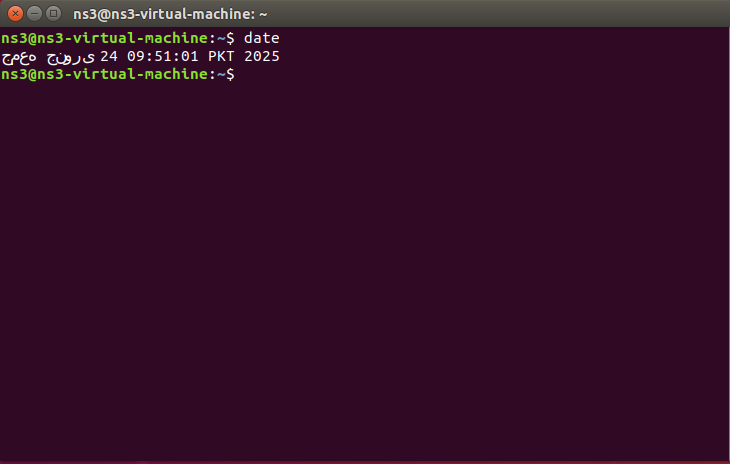 ns3@ns3-virtual-machine: ~
ns3@ns3-virtual-machine:~$ date
جمعہ جنوری 24 09:51:01 PKT 2025
ns3@ns3-virtual-machine:~$